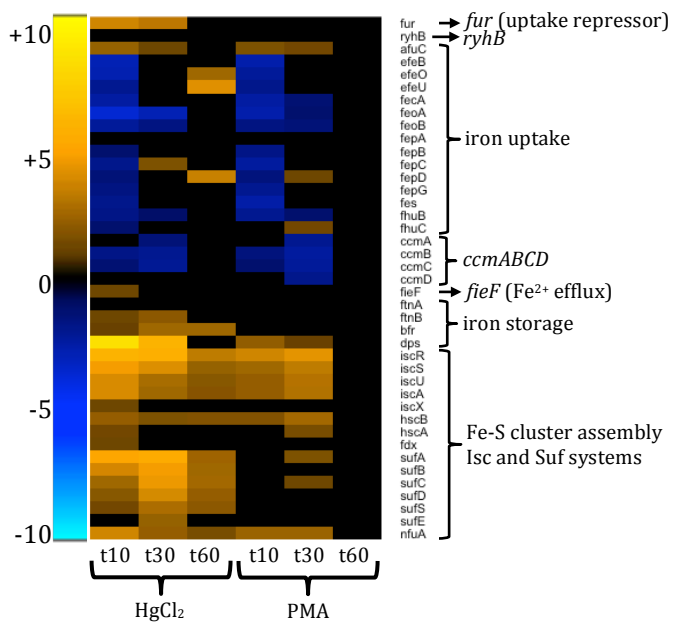 +10
+5
0
-5
-10
fur
ryhB
afuC
efeB
efeO
efeU
fecA
feoA
feoB
fepA
fepB
fepC
fepD
fepG
fes
fhuB
fhuC
ccmA
ccmB
ccmC
ccmD
fieF
ftnA
ftnB
bfr
dps
iscR
iscS
iscU
iscA
iscX
hscB
hscA
fdx
sufA
sufB
sufC
sufD
sufS
sufE
nfuA
fur (uptake repressor)
ryhB
iron uptake
ccmABCD
fieF (Fe²⁺ efflux)
iron storage
Fe-S cluster assembly
Isc and Suf systems
t10 t30 t60 t10 t30 t60
HgCl₂ PMA